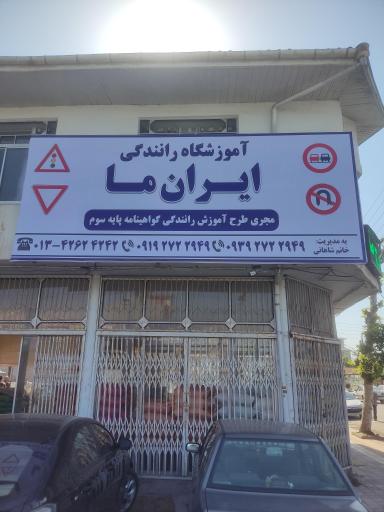 آموزشگاه رانندگی
ایران ما
مجری طرح آموزش رانندگی گواهینامه پایه سوم
۰۱۳-۴۲۶۲ ۴۲۴۲ ۰۹۱۹ ۲۷۲ ۲۹۴۹ ۰۹۳۹ ۲۷۲ ۲۹۴۹
به مدیریت:
خانم شاهانی